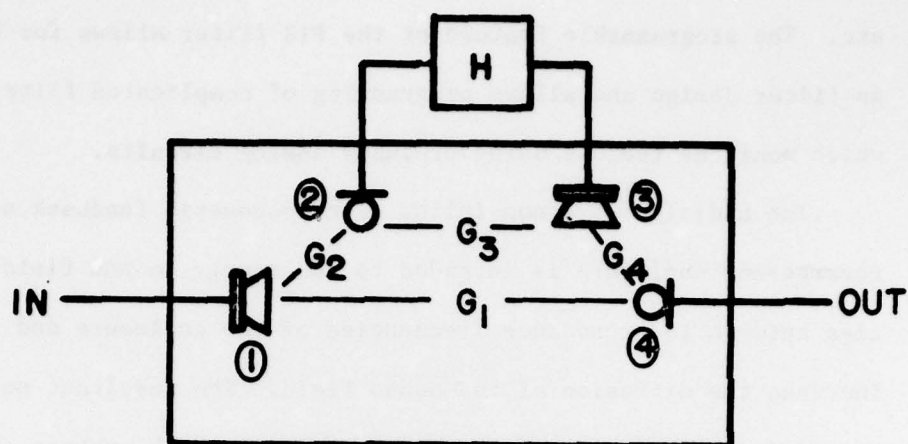 H
② ③
G₂ G₃ G₄
IN G₁ OUT
① ④